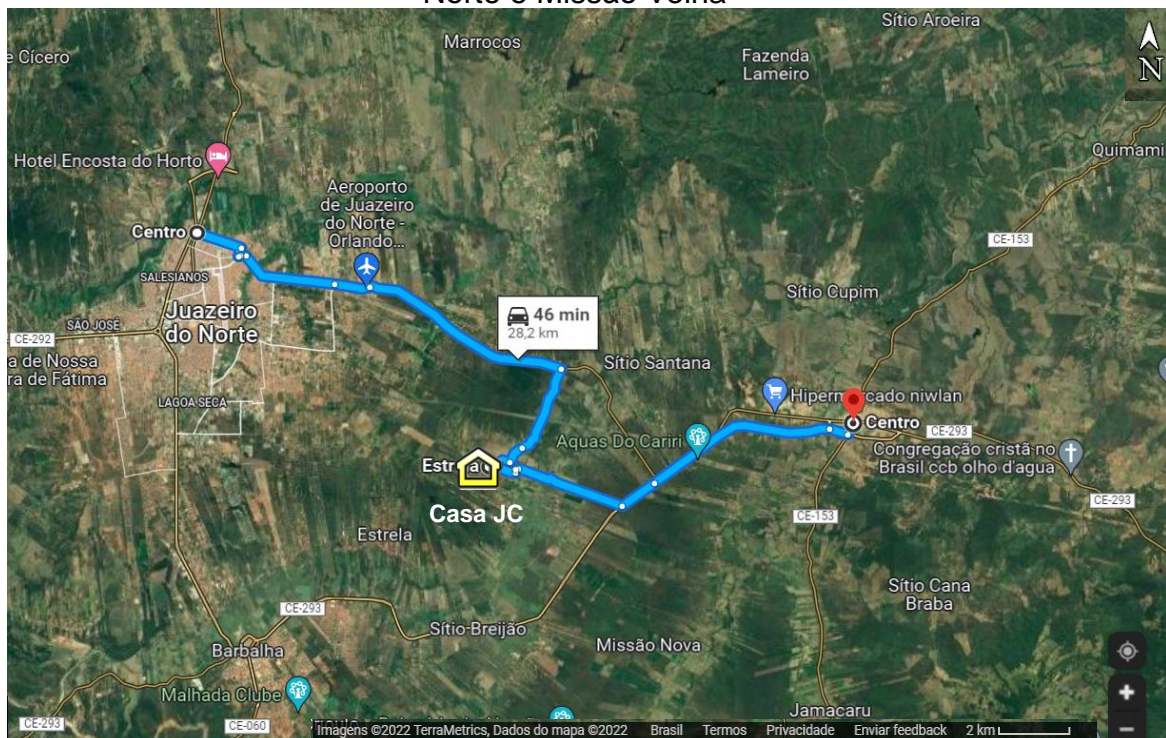 Norte e Missão Velha
Sítio Aroeira
Marrocos
e Cícero
Fazenda
Lameiro
N
Hotel Encosta do Horto
Quimami
Aeroporto
de Juazeiro
do Norte -
Orlando...
Centro
CE-153
SALESIANOS
Sítio Cupim
Juazeiro
do Norte
46 min
28,2 km
SÃO JOSÉ
CE-292
a de Nossa
ra de Fátima
Sítio Santana
LAGOA SECA
Hipermercado niwlan
Centro
CE-293
Aquas Do Cariri
Congregação cristã no
Brasil ccb olho d'agua
Casa JC
CE-293
CE-153
Estrela
Sítio Cana
Braba
CE-293
Sítio Breijão
Missão Nova
Barbalha
Malhada Clube
Jamacaru
CE-293
CE-060
Imagens ©2022 TerraMetrics, Dados do mapa ©2022 Brasil Termos Privacidade Enviar feedback 2 km